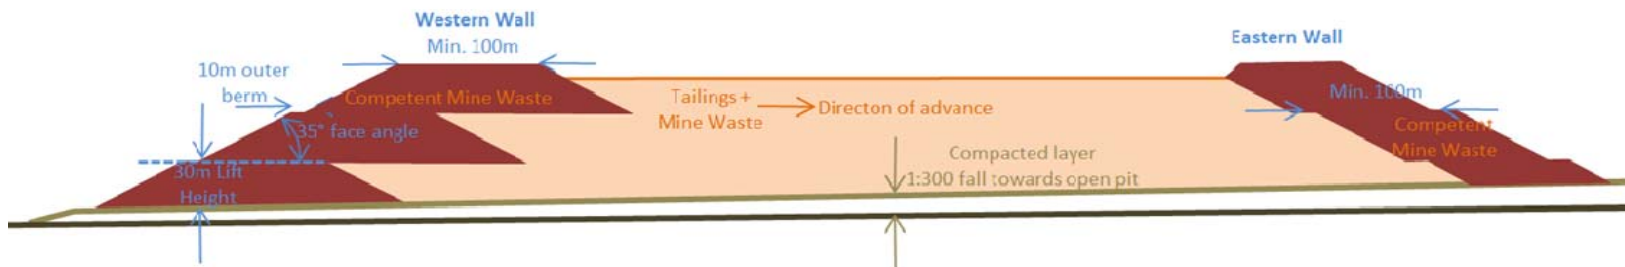 Western Wall
Min. 100m
Eastern Wall
10m outer
berm
Competent Mine Waste
Tailings +
Mine Waste
Directon of advance
Min. 100m
35° face angle
Competent
Mine Waste
30m Lift
Height
Compacted layer
1:300 fall towards open pit